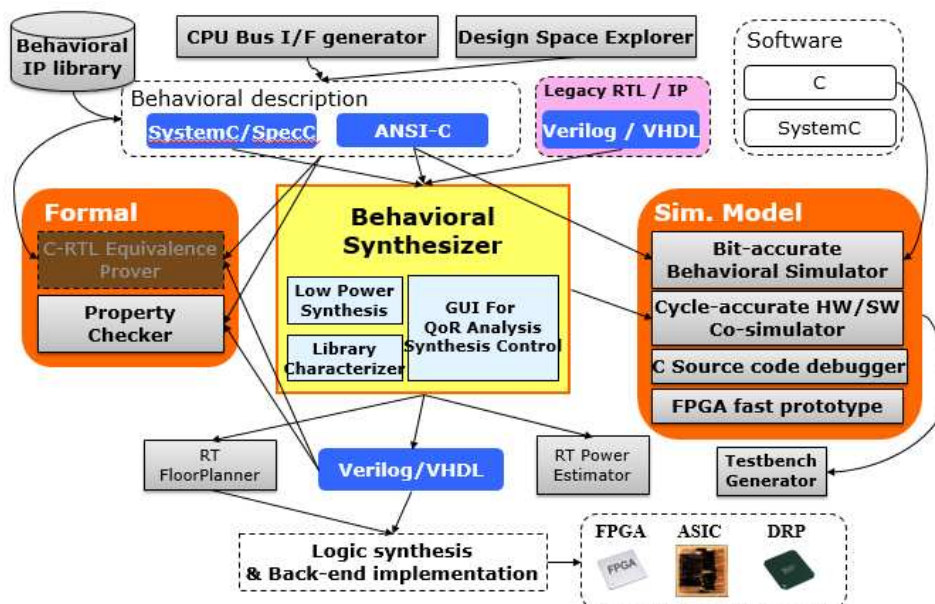 Behavioral
IP library
CPU Bus I/F generator
Design Space Explorer
Software
C
SystemC
Behavioral description
SystemC/SpecC
ANSI-C
Legacy RTL / IP
Verilog / VHDL
Formal
C-RTL Equivalence
Prover
Property
Checker
Behavioral
Synthesizer
Low Power
Synthesis
Library
Characterizer
GUI For
QoR Analysis
Synthesis Control
Sim. Model
Bit-accurate
Behavioral Simulator
Cycle-accurate HW/SW
Co-simulator
C Source code debugger
FPGA fast prototype
RT
FloorPlanner
Verilog/VHDL
RT Power
Estimator
Testbench
Generator
Logic synthesis
& Back-end implementation
FPGA
ASIC
DRP
FPGA